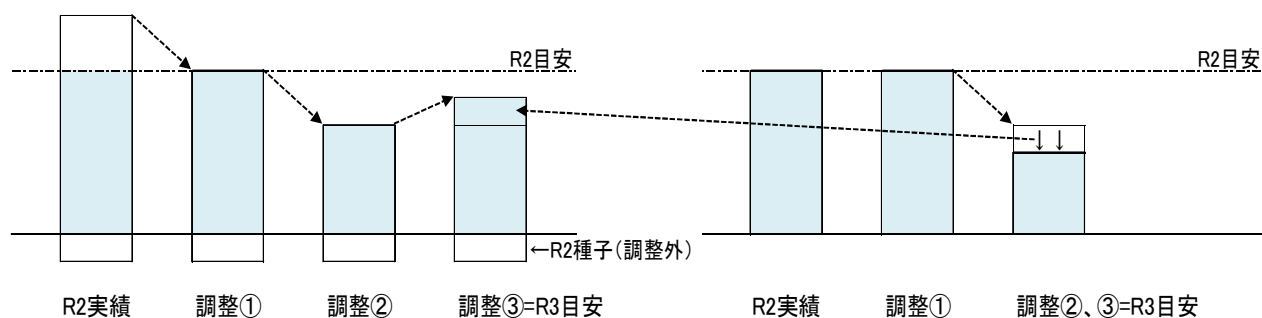 R2目安
R2目安
←R2種子(調整外)
R2実績
調整①
調整②
調整③=R3目安
R2実績
調整①
調整②、③=R3目安